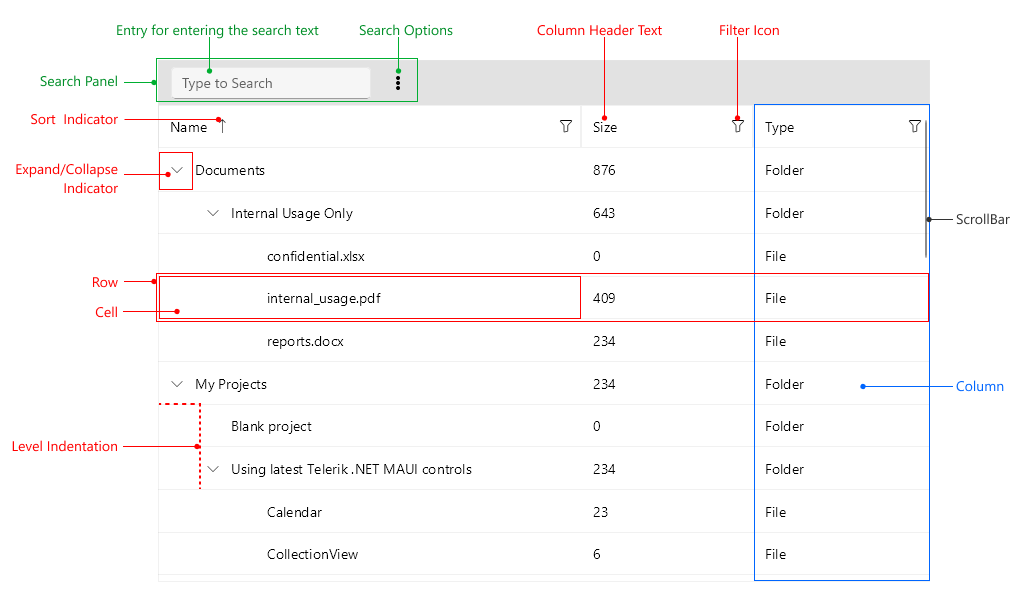 Entry for entering the search text
Search Options
Column Header Text
Filter Icon
Search Panel
Type to Search
Sort Indicator
Name
Size
Type
Expand/Collapse
Indicator
Documents
876
Folder
Internal Usage Only
643
Folder
ScrollBar
confidential.xlsx
0
File
Row
internal_usage.pdf
409
File
Cell
reports.docx
234
File
My Projects
234
Folder
Column
Blank project
0
Folder
Level Indentation
Using latest Telerik .NET MAUI controls
234
Folder
Calendar
23
File
CollectionView
6
File